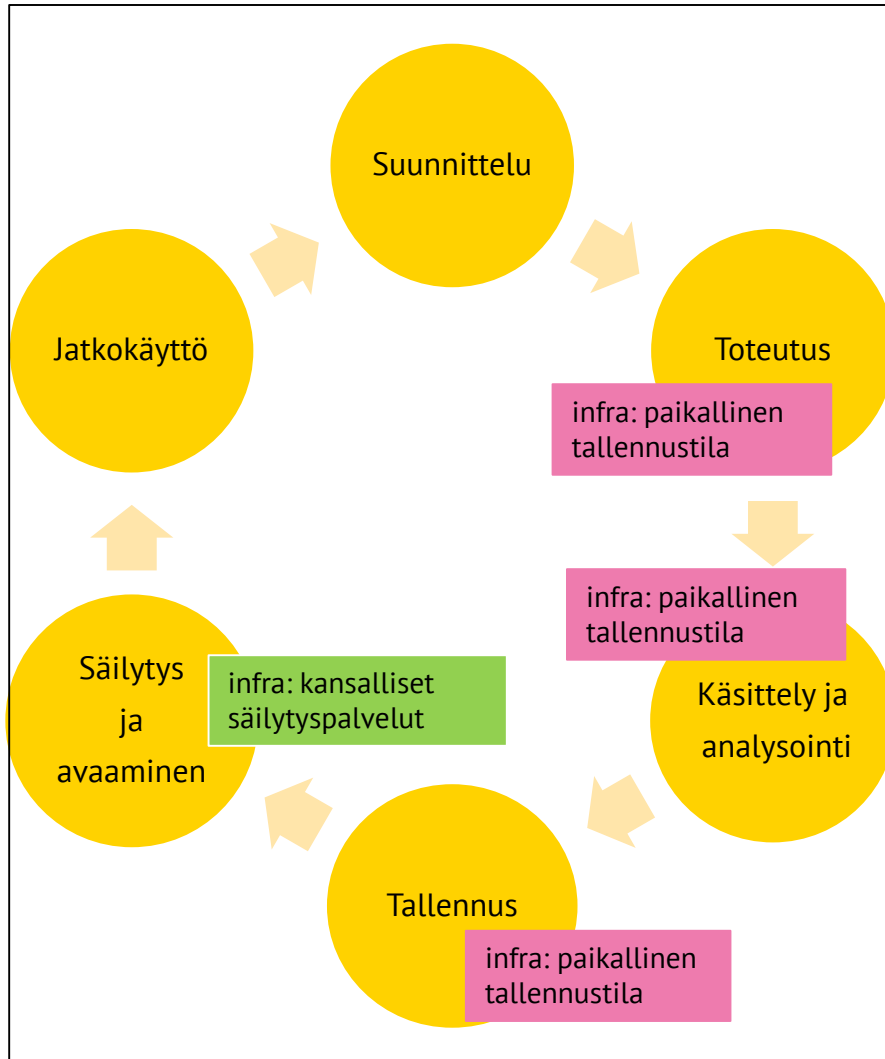 Suunnittelu
Toteutus
infra: paikallinen
tallennustila
infra: paikallinen
tallennustila
Käsittely ja
analysointi
Tallennus
infra: paikallinen
tallennustila
Säilytys
ja
avaaminen
infra: kansalliset
säilytyspalvelut
Jatkokäyttö